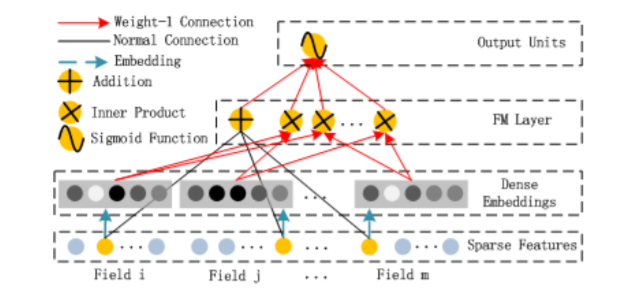 Weight-1 Connection
Normal Connection
Embedding
Addition
Inner Product
Sigmoid Function
Output Units
...
FM Layer
...
Dense
Embeddings
... ... ... ...
Sparse Features
Field i Field j ... Field m